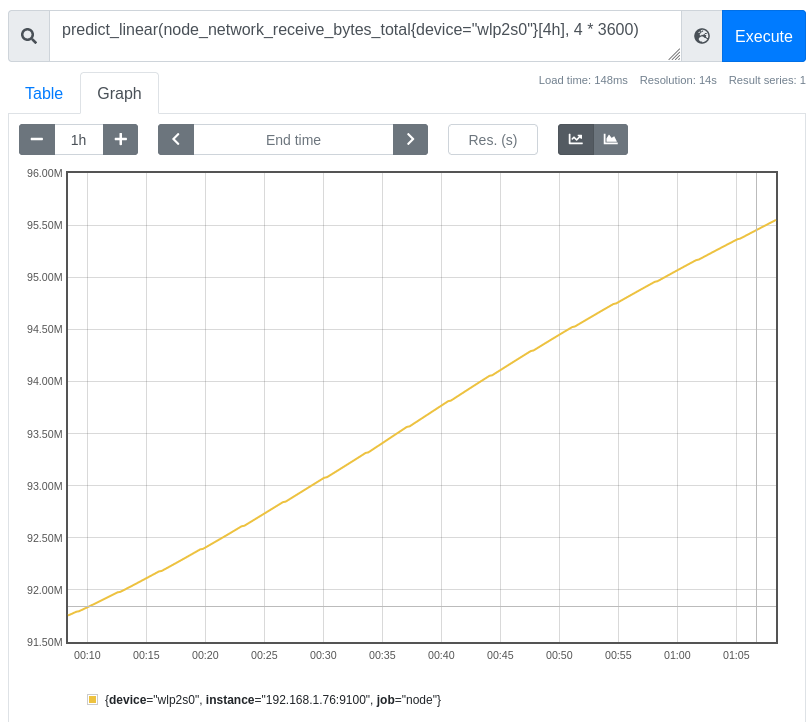 predict_linear(node_network_receive_bytes_total{device="wlp2s0"}[4h], 4 * 3600)
Execute
Load time: 148ms Resolution: 14s Result series: 1
Table Graph
1h End time Res. (s)
96.00M
95.50M
95.00M
94.50M
94.00M
93.50M
93.00M
92.50M
92.00M
91.50M
00:10 00:15 00:20 00:25 00:30 00:35 00:40 00:45 00:50 00:55 01:00 01:05
{device="wlp2s0", instance="192.168.1.76:9100", job="node"}